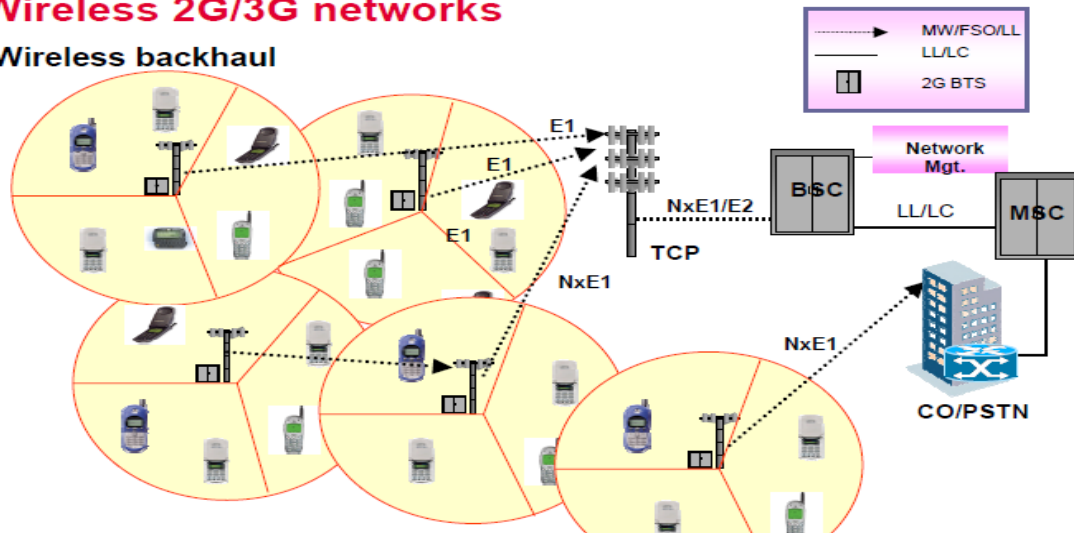 Wireless 2G/3G networks
Wireless backhaul
MW/FSO/LL
LL/LC
2G BTS
E1
E1
E1
NxE1
TCP
NxE1/E2
BSC
Network
Mgt.
LL/LC
MSC
NxE1
CO/PSTN